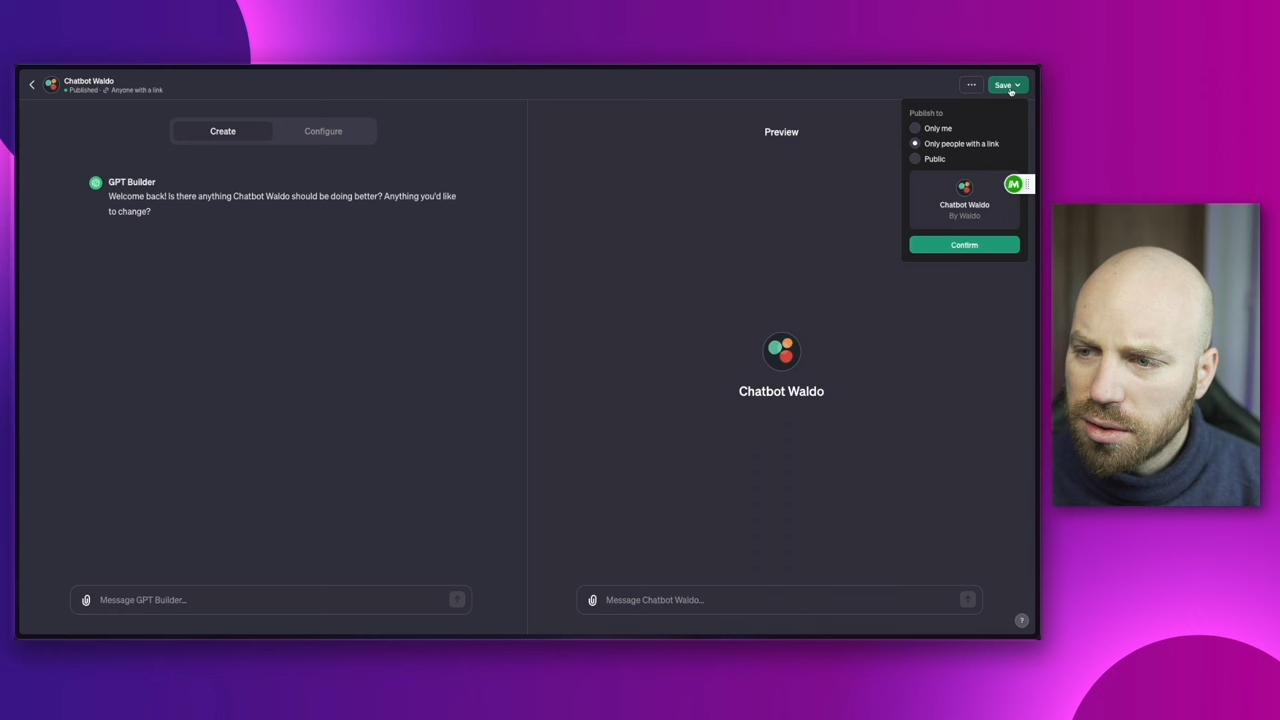 Chatbot Waldo
Published · Anyone with a link
Save
Publish to
Only me
Only people with a link
Public
Chatbot Waldo
By Waldo
Confirm
Create
Configure
GPT Builder
Welcome back! Is there anything Chatbot Waldo should be doing better? Anything you'd like
to change?
Message GPT Builder...
Preview
Chatbot Waldo
Message Chatbot Waldo...
?